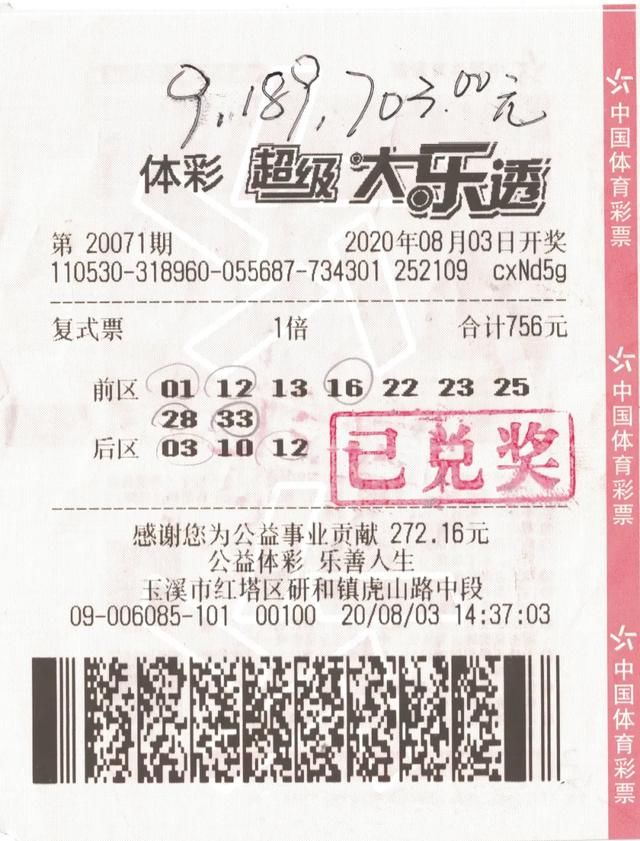 9,189,703.00元
体彩 超级大乐透
第 20071期 2020年08月03日开奖
110530-318960-055687-734301 252109 cxNd5g
复式票 1倍 合计756元
前区 01 12 13 16 22 23 25
28 33
后区 03 10 12
已兑奖
感谢您为公益事业贡献 272.16元
公益体彩 乐善人生
玉溪市红塔区研和镇虎山路中段
09-006085-101 00100 20/08/03 14:37:03
中国体育彩票
中国体育彩票
中国体育彩票